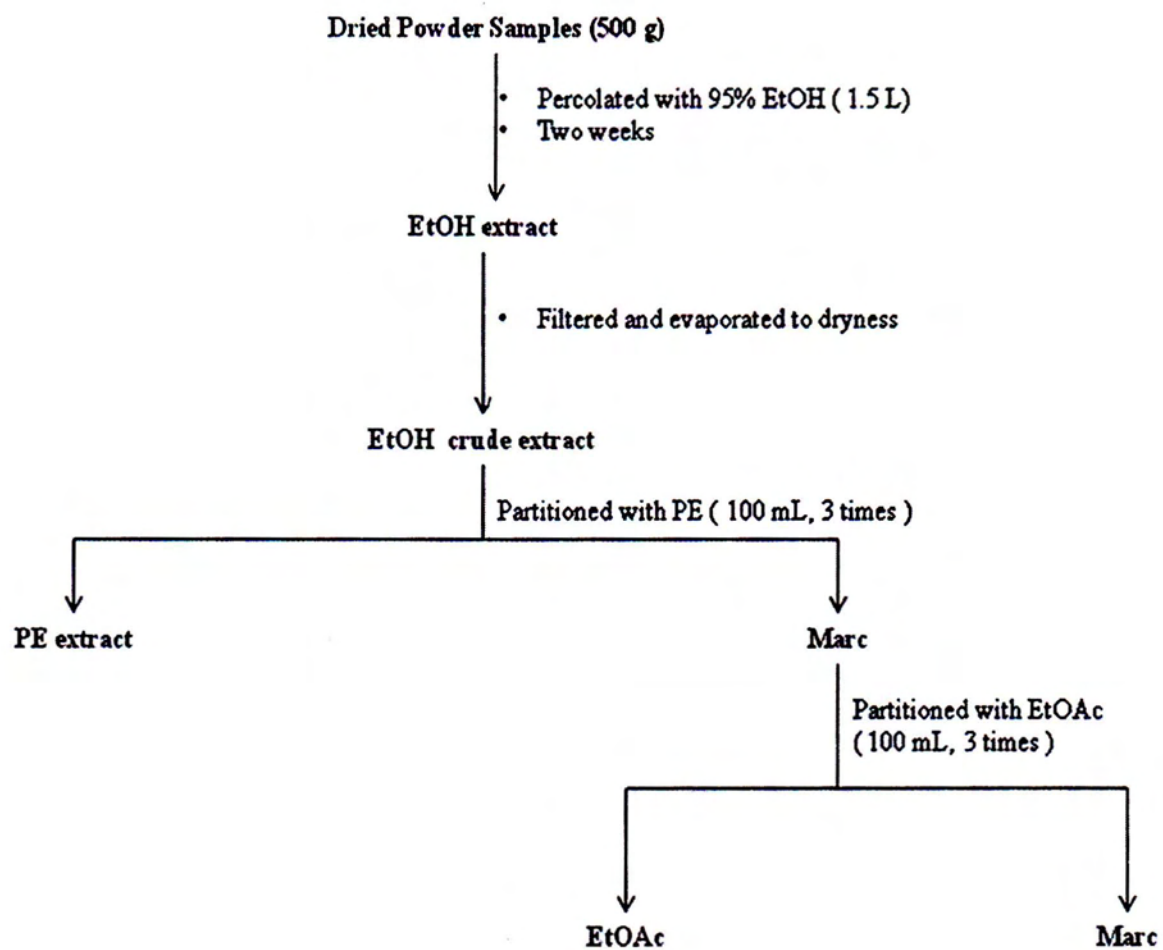 Dried Powder Samples (500 g)
• Percolated with 95% EtOH ( 1.5 L)
• Two weeks
EtOH extract
• Filtered and evaporated to dryness
EtOH crude extract
Partitioned with PE ( 100 mL, 3 times )
PE extract
Marc
Partitioned with EtOAc
( 100 mL, 3 times )
EtOAc
Marc